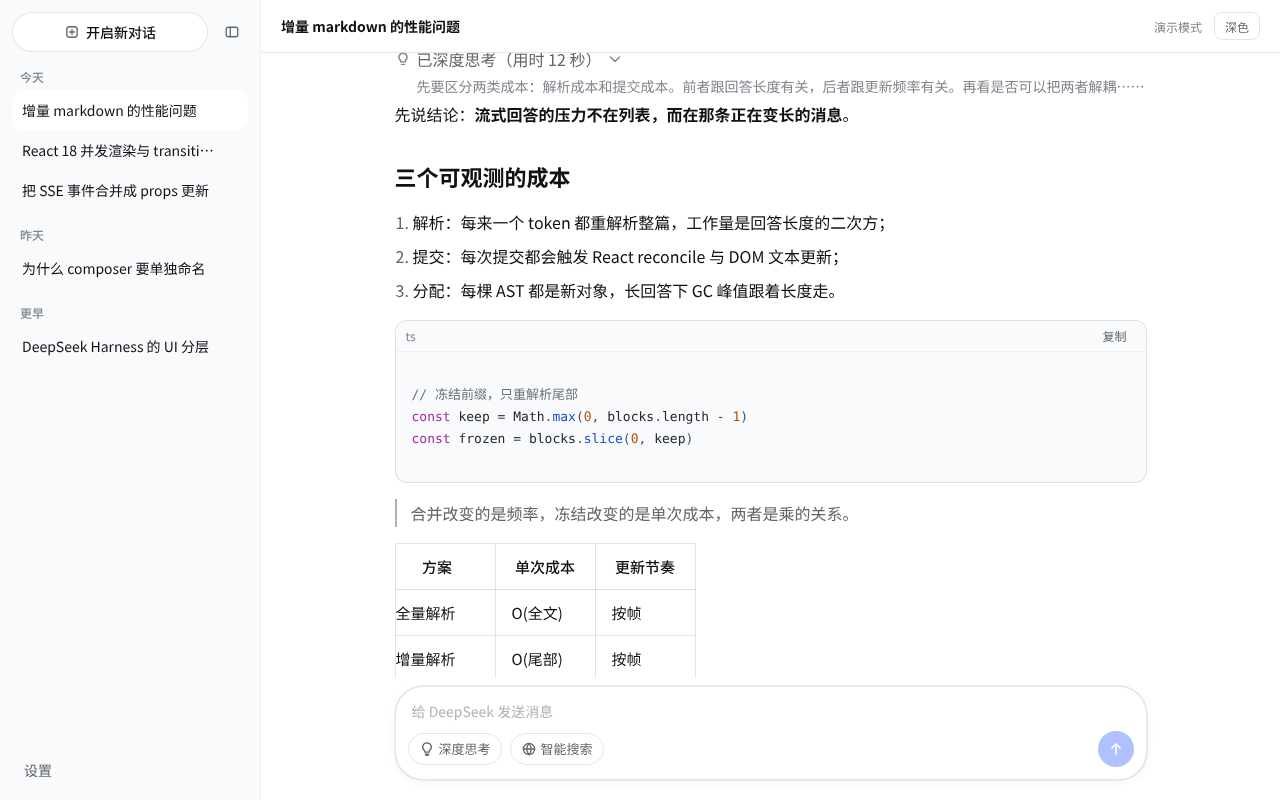 开启新对话
今天
增量 markdown 的性能问题
React 18 并发渲染与 transiti…
把 SSE 事件合并成 props 更新
昨天
为什么 composer 要单独命名
更早
DeepSeek Harness 的 UI 分层
设置
增量 markdown 的性能问题
演示模式
深色
已深度思考（用时 12 秒）
先要区分两类成本：解析成本和提交成本。前者跟回答长度有关，后者跟更新频率有关。再看是否可以把两者解耦……
先说结论：流式回答的压力不在列表，而在那条正在变长的消息。
三个可观测的成本
1. 解析：每来一个 token 都重解析整篇，工作量是回答长度的二次方；
2. 提交：每次提交都会触发 React reconcile 与 DOM 文本更新；
3. 分配：每棵 AST 都是新对象，长回答下 GC 峰值跟着长度走。
ts
复制
// 冻结前缀，只重解析尾部
const keep = Math.max(0, blocks.length - 1)
const frozen = blocks.slice(0, keep)
合并改变的是频率，冻结改变的是单次成本，两者是乘的关系。
方案 单次成本 更新节奏
全量解析 O(全文) 按帧
增量解析 O(尾部) 按帧
给 DeepSeek 发送消息
深度思考
智能搜索